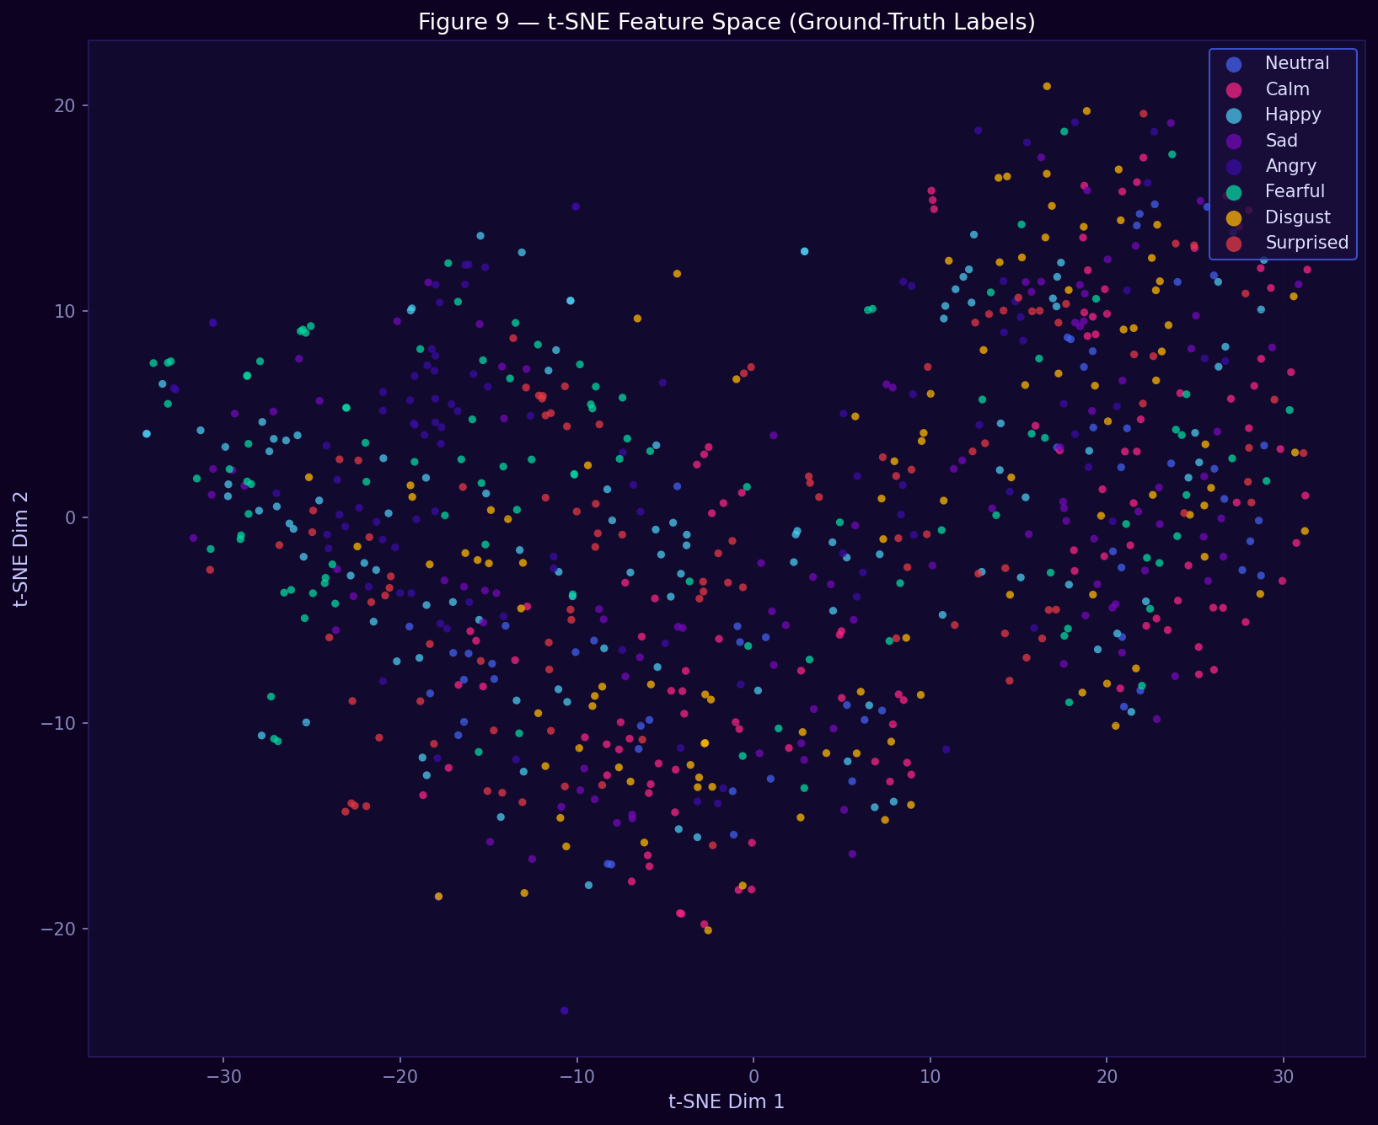 Figure 9 — t-SNE Feature Space (Ground-Truth Labels)
Neutral
Calm
Happy
Sad
Angry
Fearful
Disgust
Surprised
20
10
0
−10
−20
t-SNE Dim 2
−30
−20
−10
0
10
20
30
t-SNE Dim 1